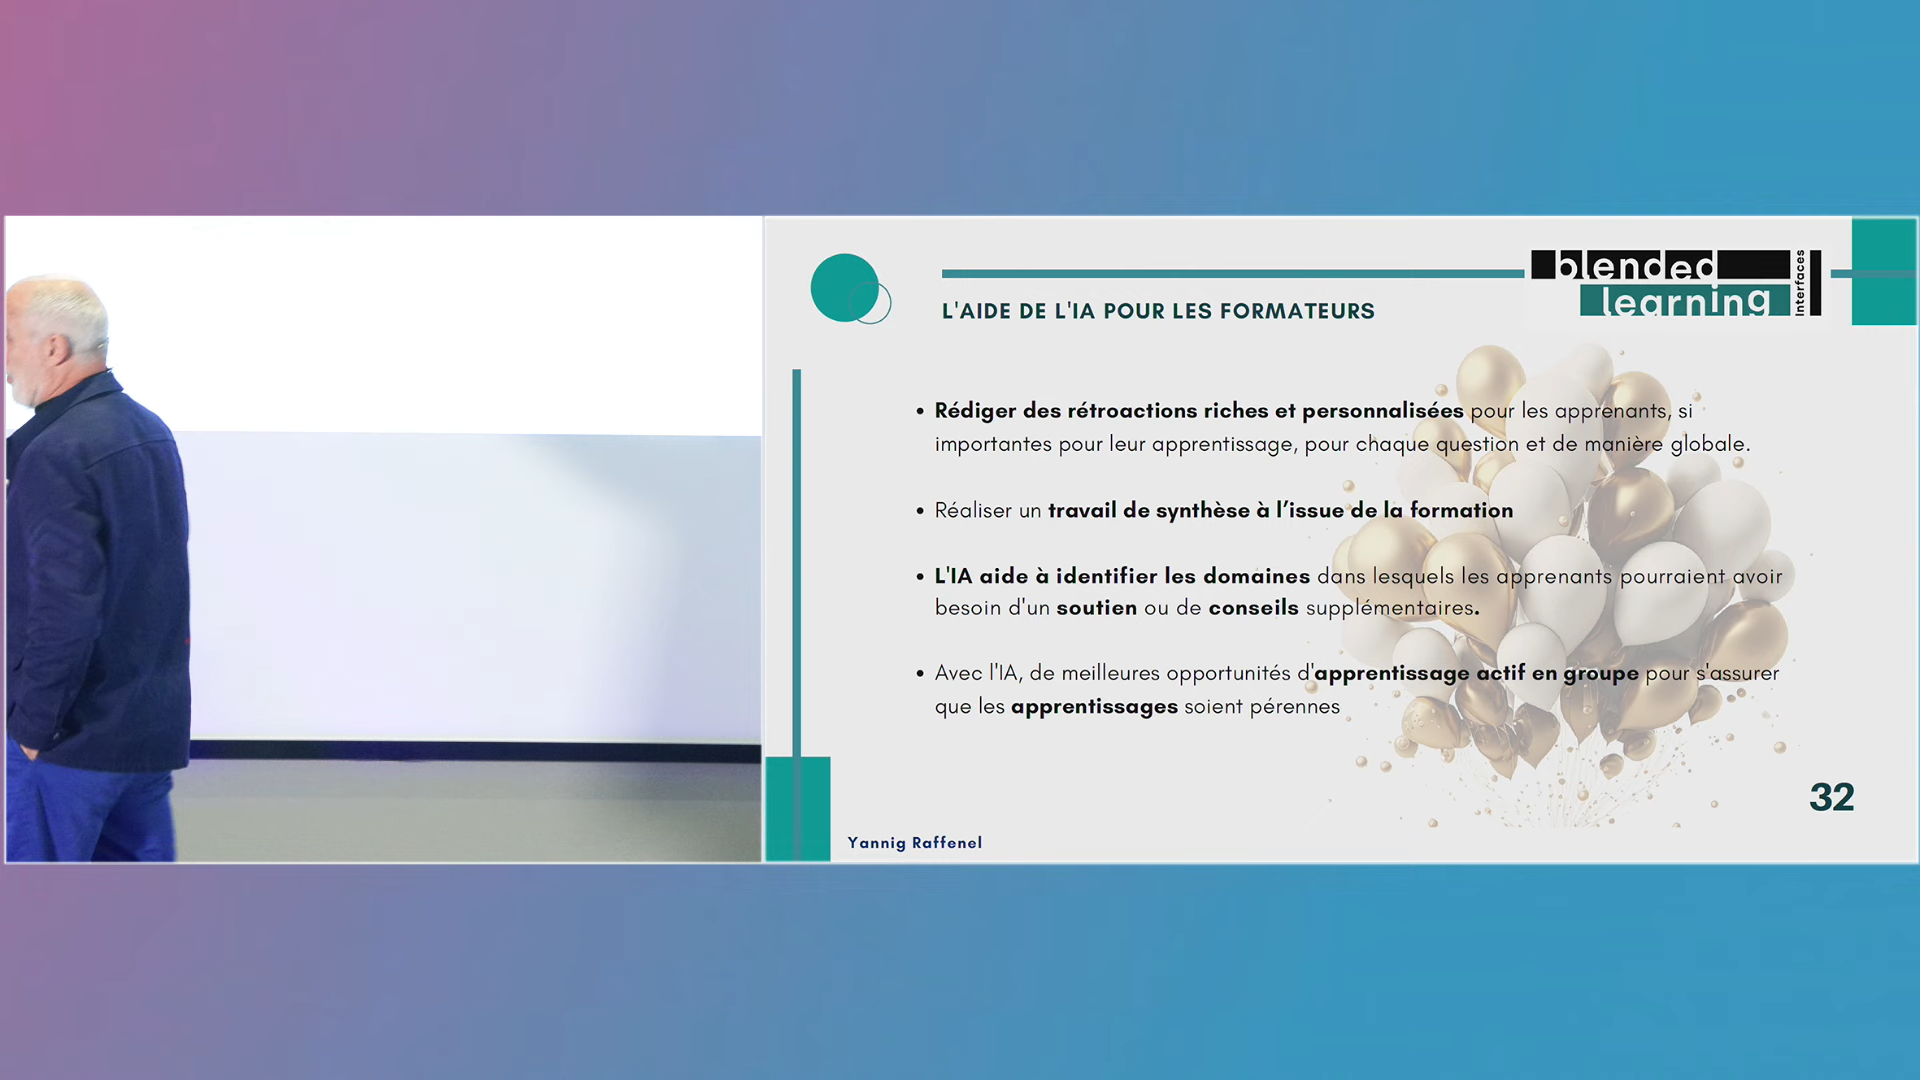 blended
learning
Interfaces
L'AIDE DE L'IA POUR LES FORMATEURS
• Rédiger des rétroactions riches et personnalisées pour les apprenants, si
importantes pour leur apprentissage, pour chaque question et de manière globale.
• Réaliser un travail de synthèse à l’issue de la formation
• L'IA aide à identifier les domaines dans lesquels les apprenants pourraient avoir
besoin d'un soutien ou de conseils supplémentaires.
• Avec l'IA, de meilleures opportunités d'apprentissage actif en groupe pour s'assurer
que les apprentissages soient pérennes
32
Yannig Raffenel